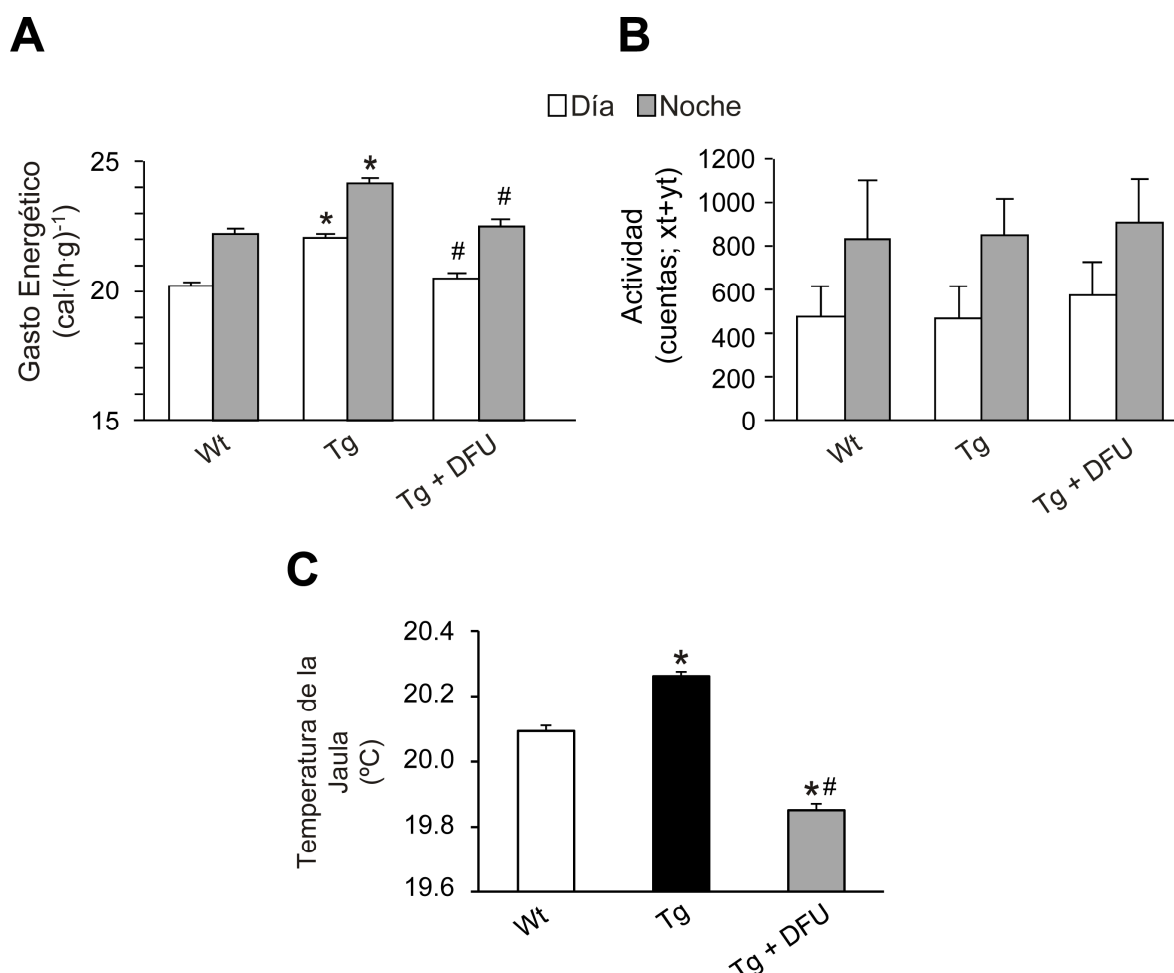 A
B
Día
Noche
Gasto Energético
(cal·(h·g)-1)
25
20
15
*
*
#
#
Wt
Tg
Tg + DFU
Actividad
(cuentas; xt+yt)
1200
1000
800
600
400
200
0
Wt
Tg
Tg + DFU
C
Temperatura de la
Jaula
(ºC)
20.4
20.2
20.0
19.8
19.6
*
*#
Wt
Tg
Tg + DFU